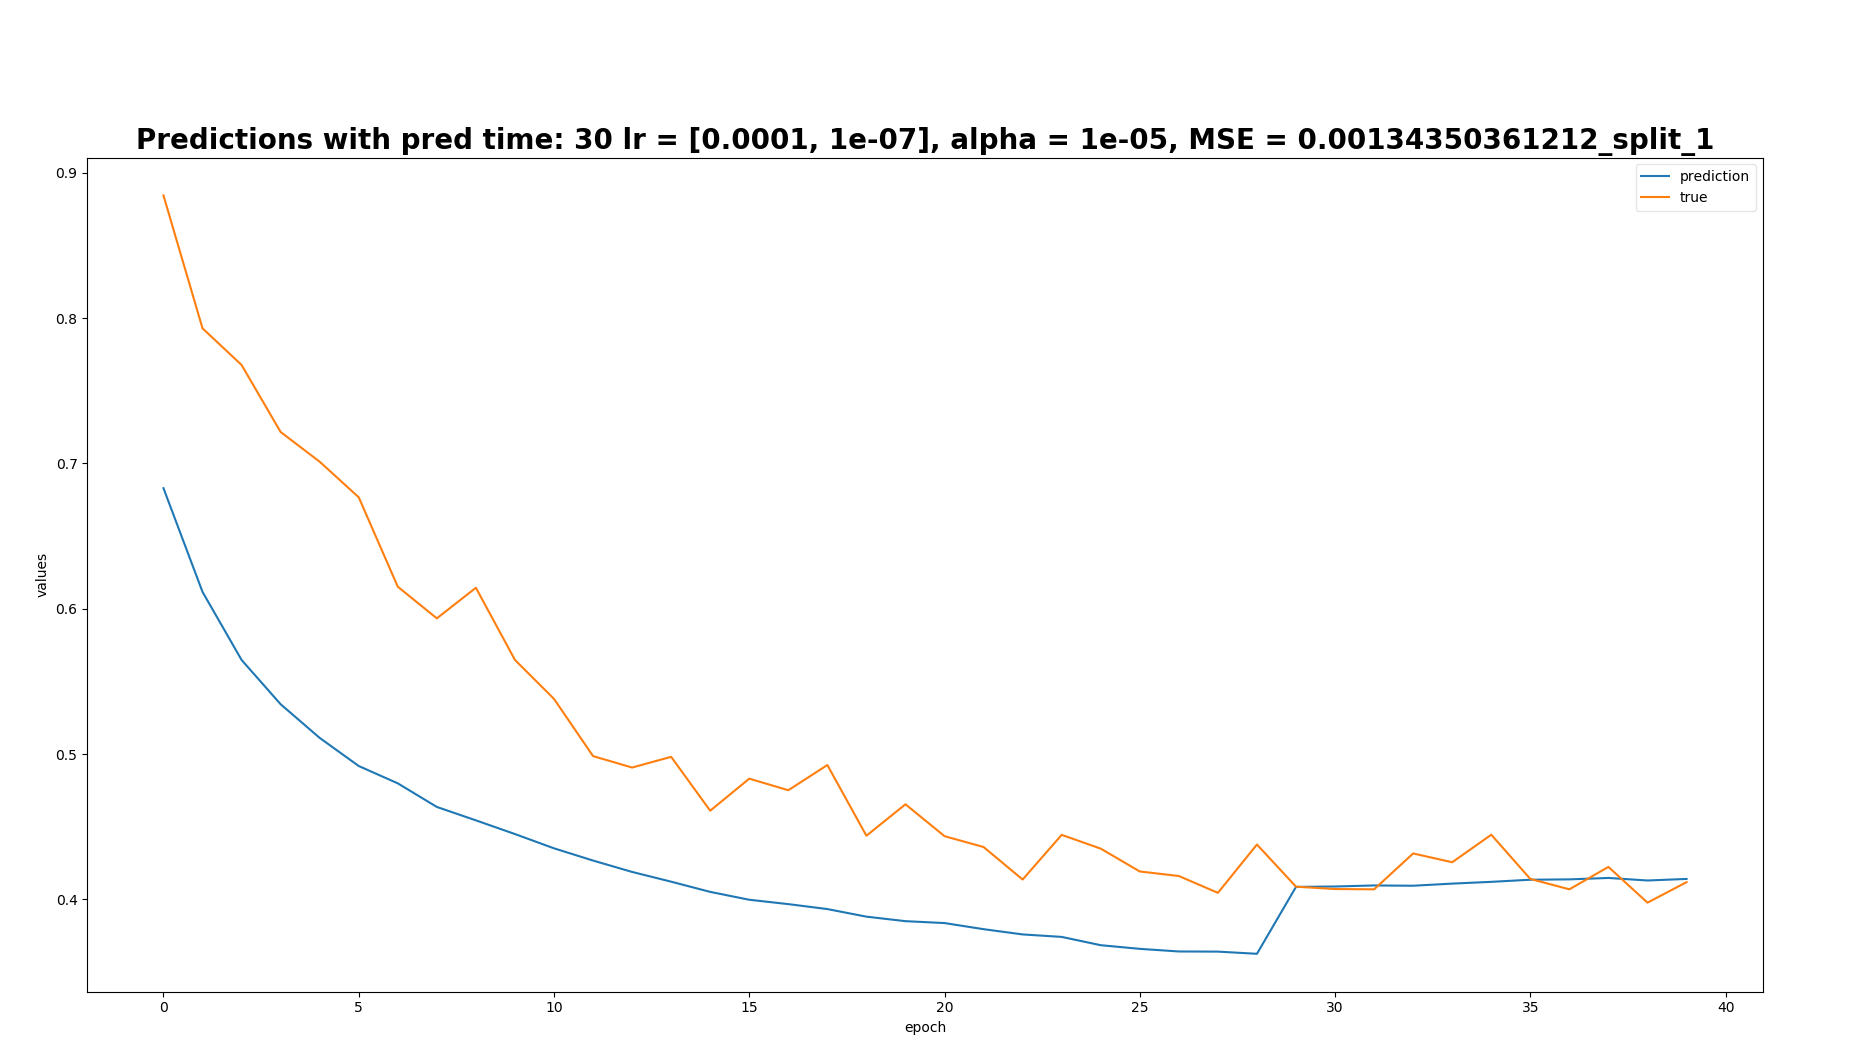 Predictions with pred time: 30 lr = [0.0001, 1e-07], alpha = 1e-05, MSE = 0.00134350361212_split_1
prediction
true
0.9
0.8
0.7
0.6
0.5
0.4
values
0 5 10 15 20 25 30 35 40
epoch